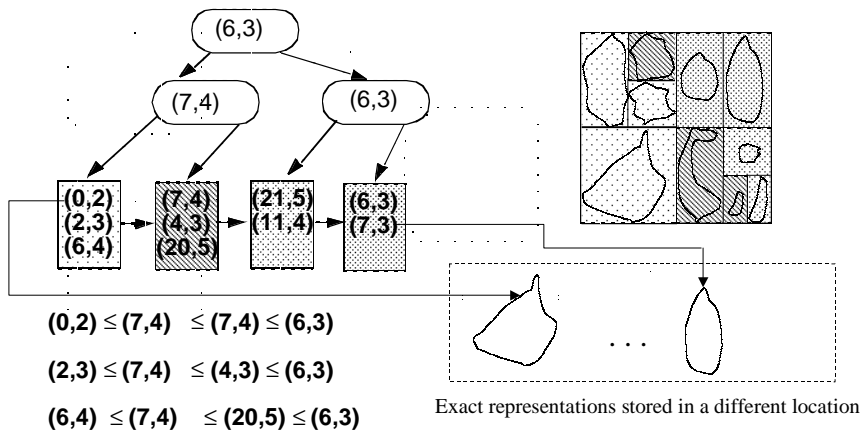 (6,3)
(7,4)
(6,3)
(0,2)
(2,3)
(6,4)
(7,4)
(4,3)
(20,5)
(21,5)
(11,4)
(6,3)
(7,3)
(0,2) ≤ (7,4) ≤ (7,4) ≤ (6,3)
(2,3) ≤ (7,4) ≤ (4,3) ≤ (6,3)
(6,4) ≤ (7,4) ≤ (20,5) ≤ (6,3)
. . .
Exact representations stored in a different location